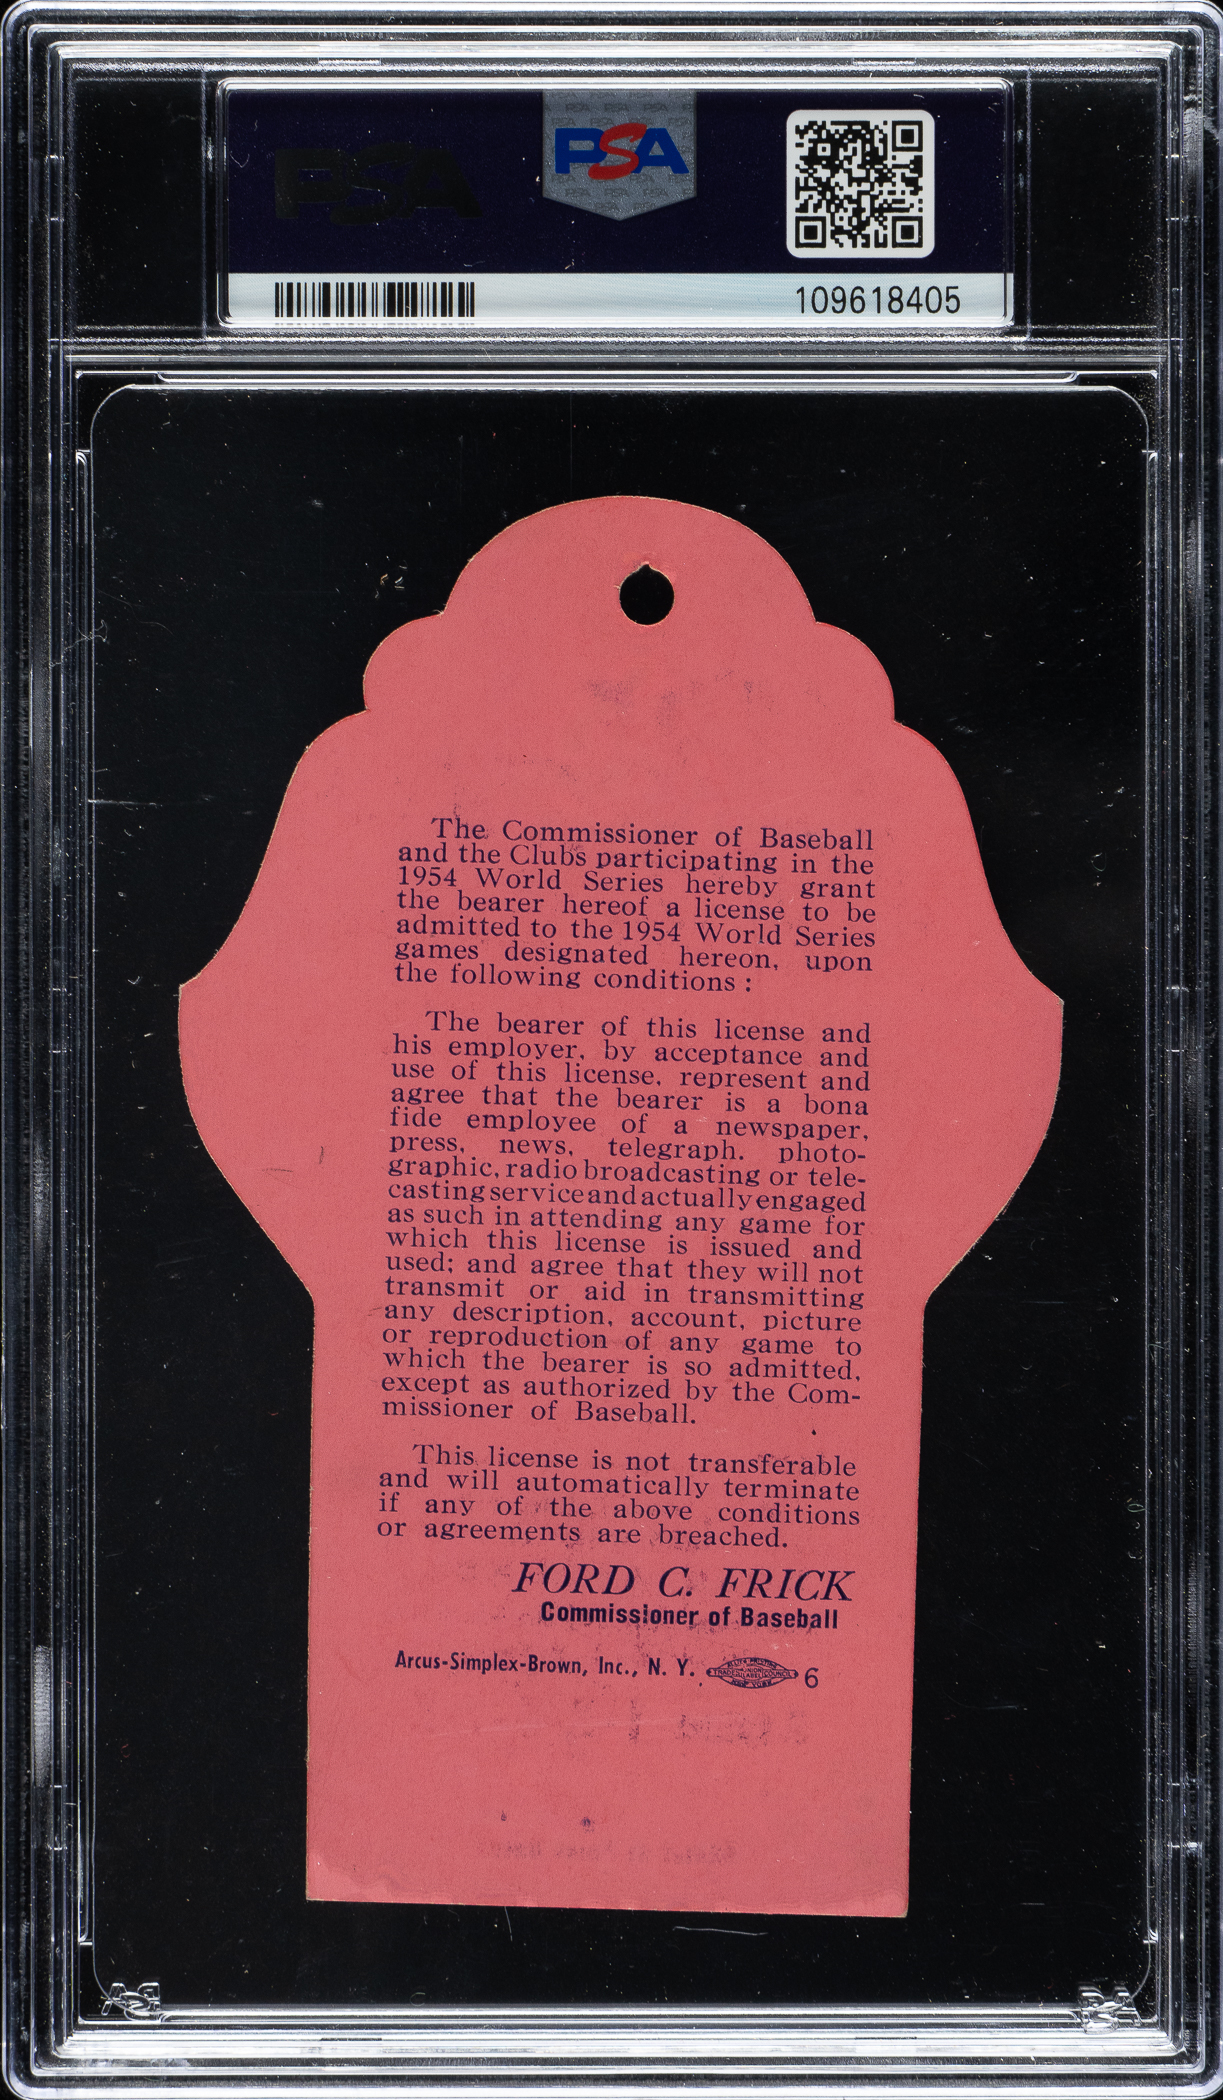 PSA
PSA
109618405
The Commissioner of Baseball
and the Clubs participating in the
1954 World Series hereby grant
the bearer hereof a license to be
admitted to the 1954 World Series
games designated hereon, upon
the following conditions:
The bearer of this license and
his employer, by acceptance and
use of this license, represent and
agree that the bearer is a bona
fide employee of a newspaper,
press, news, telegraph. photo-
graphic, radio broadcasting or tele-
casting service and actually engaged
as such in attending any game for
which this license is issued and
used; and agree that they will not
transmit or aid in transmitting
any description, account, picture
or reproduction of any game to
which the bearer is so admitted,
except as authorized by the Com-
missioner of Baseball.
This license is not transferable
and will automatically terminate
if any of the above conditions
or agreements are breached.
FORD C. FRICK
Commissioner of Baseball
Arcus-Simplex-Brown, Inc., N. Y. 6